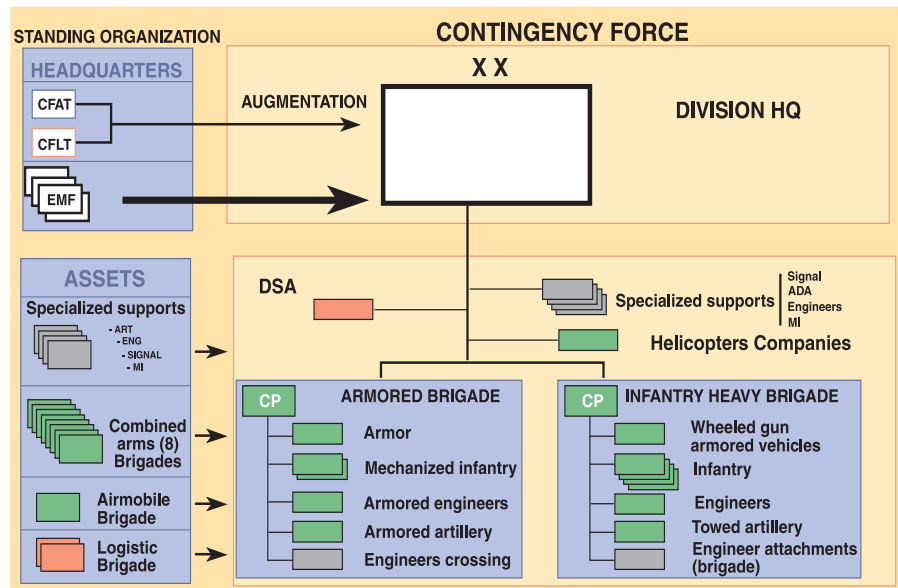 STANDING ORGANIZATION
CONTINGENCY FORCE
HEADQUARTERS
X X
CFAT
AUGMENTATION
DIVISION HQ
CFLT
EMF
ASSETS
Specialized supports
- ART
- ENG
- SIGNAL
- MI
Combined
arms (8)
Brigades
Airmobile
Brigade
Logistic
Brigade
DSA
Specialized supports
Signal
ADA
Engineers
MI
Helicopters Companies
CP
ARMORED BRIGADE
Armor
Mechanized infantry
Armored engineers
Armored artillery
Engineers crossing
CP
INFANTRY HEAVY BRIGADE
Wheeled gun
armored vehicles
Infantry
Engineers
Towed artillery
Engineer attachments
(brigade)